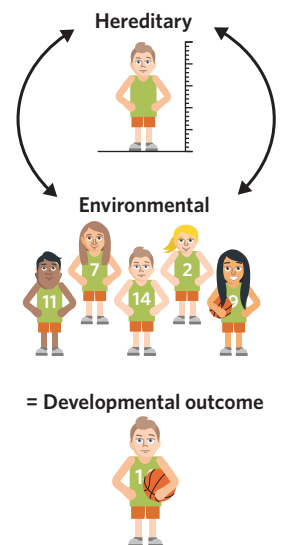 Hereditary
Environmental
7
2
11
14
9
= Developmental outcome
1